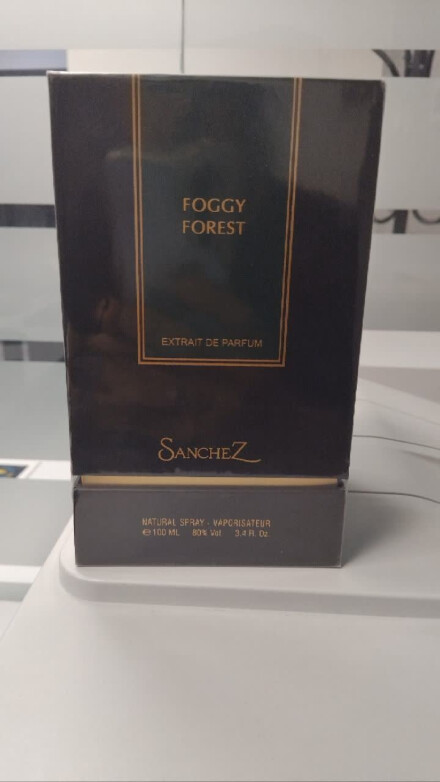 FOGGY
FOREST
EXTRAIT DE PARFUM
SANCHEZ
NATURAL SPRAY - VAPORISATEUR
℮ 100 ML 80% Vol 3.4 Fl. Oz.